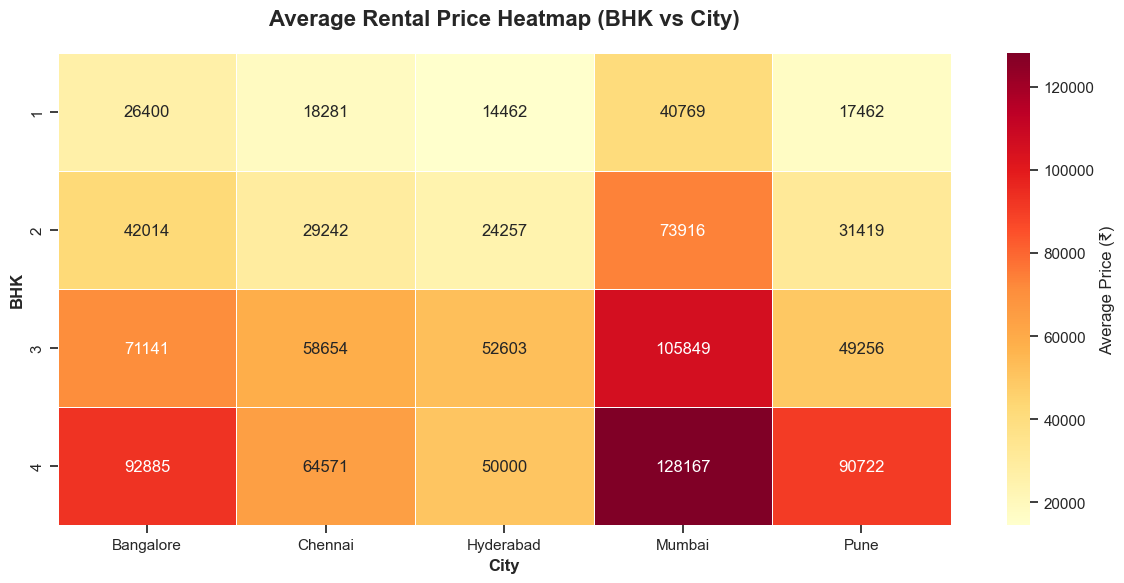 Average Rental Price Heatmap (BHK vs City)
BHK
1
26400 18281 14462 40769 17462
2
42014 29242 24257 73916 31419
3
71141 58654 52603 105849 49256
4
92885 64571 50000 128167 90722
Bangalore Chennai Hyderabad Mumbai Pune
City
120000
100000
80000
60000
40000
20000
Average Price (₹)